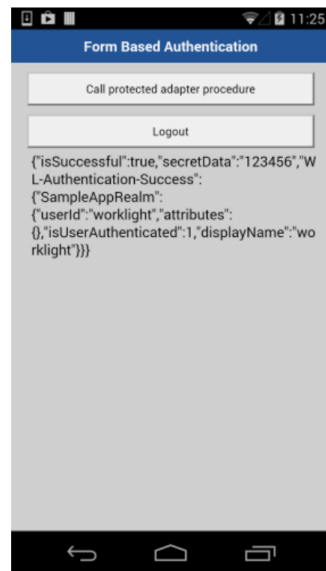 11:25
Form Based Authentication
Call protected adapter procedure
Logout
{"isSuccessful":true,"secretData":"123456","W
L-Authentication-Success":
{"SampleAppRealm":
{"userId":"worklight","attributes":
{},"isUserAuthenticated":1,"displayName":"wo
rklight"}}}